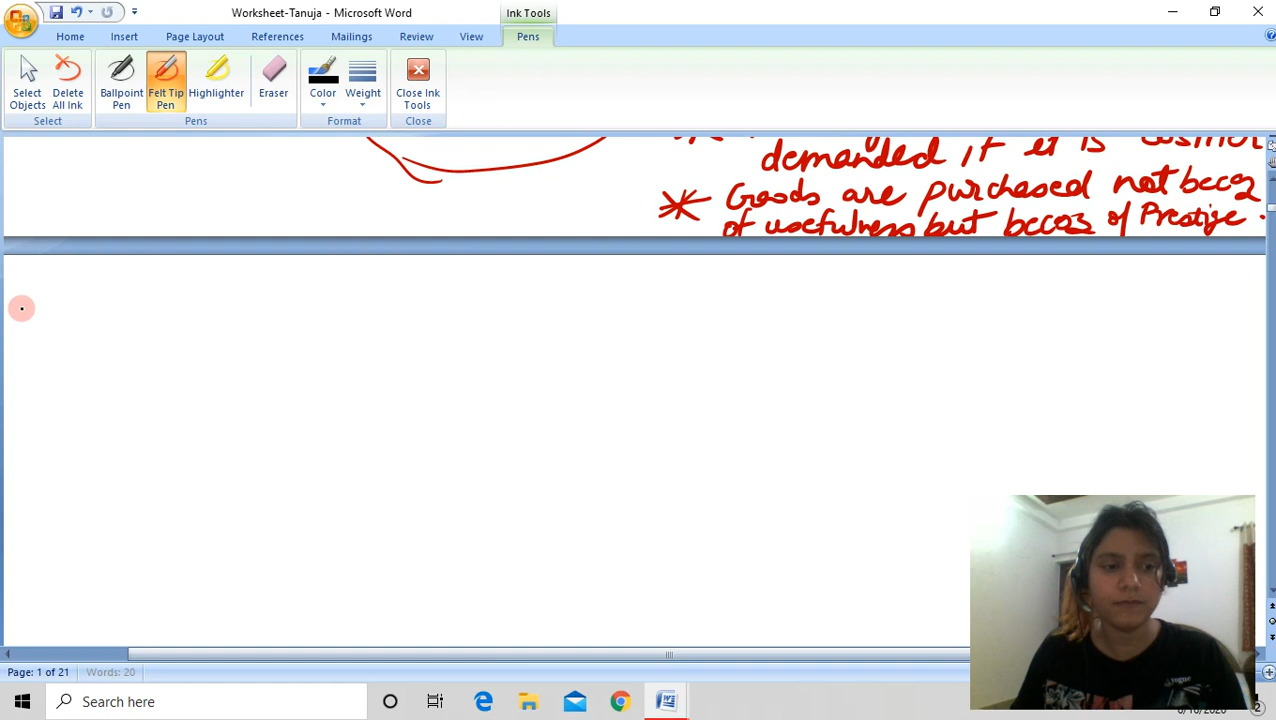 Worksheet-Tanuja - Microsoft Word
Ink Tools
Home Insert Page Layout References Mailings Review View Pens
Select Objects
Delete All Ink
Ballpoint Pen
Felt Tip Pen
Highlighter
Eraser
Color
Weight
Close Ink Tools
Select Pens Format Close
demanded if it is
* Goods are purchased not becoz
of usefulness but becoz of Prestige.
vogue
Page: 1 of 21 Words: 20
Search here
2